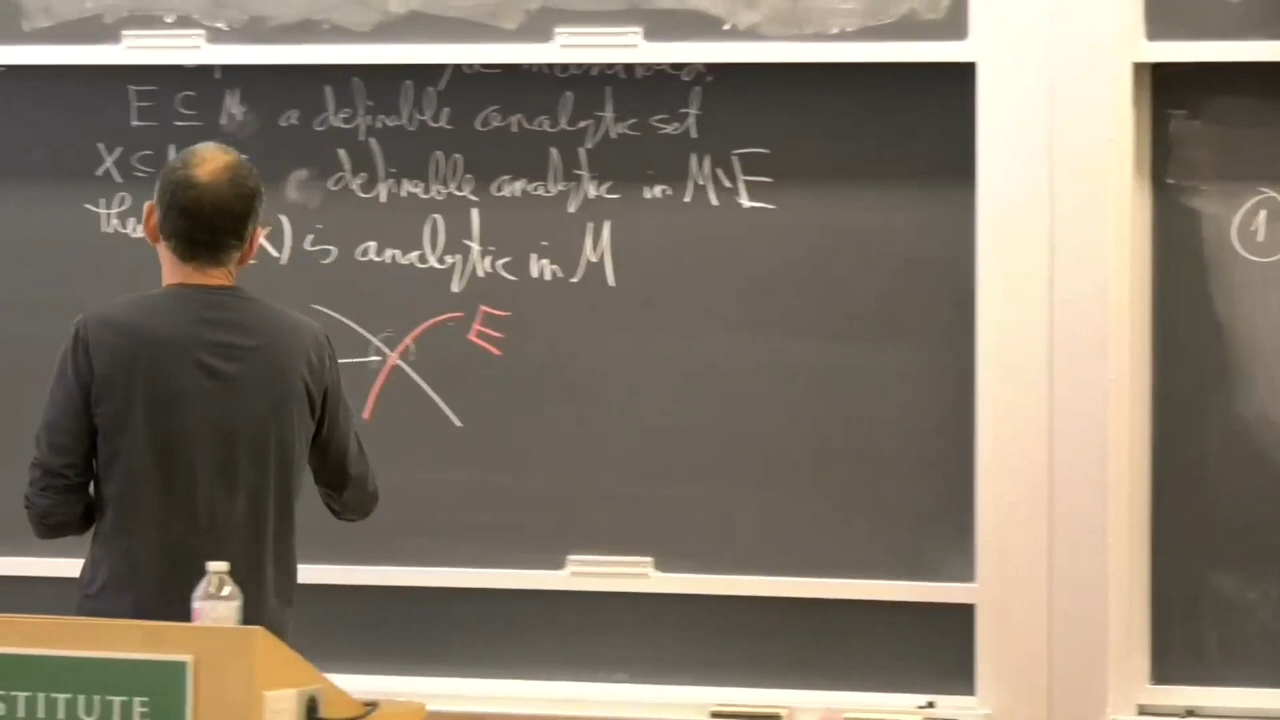 E ⊆ M a definable analytic set
X ⊆ definable analytic in M\E
is analytic in M
E
1
STITUTE